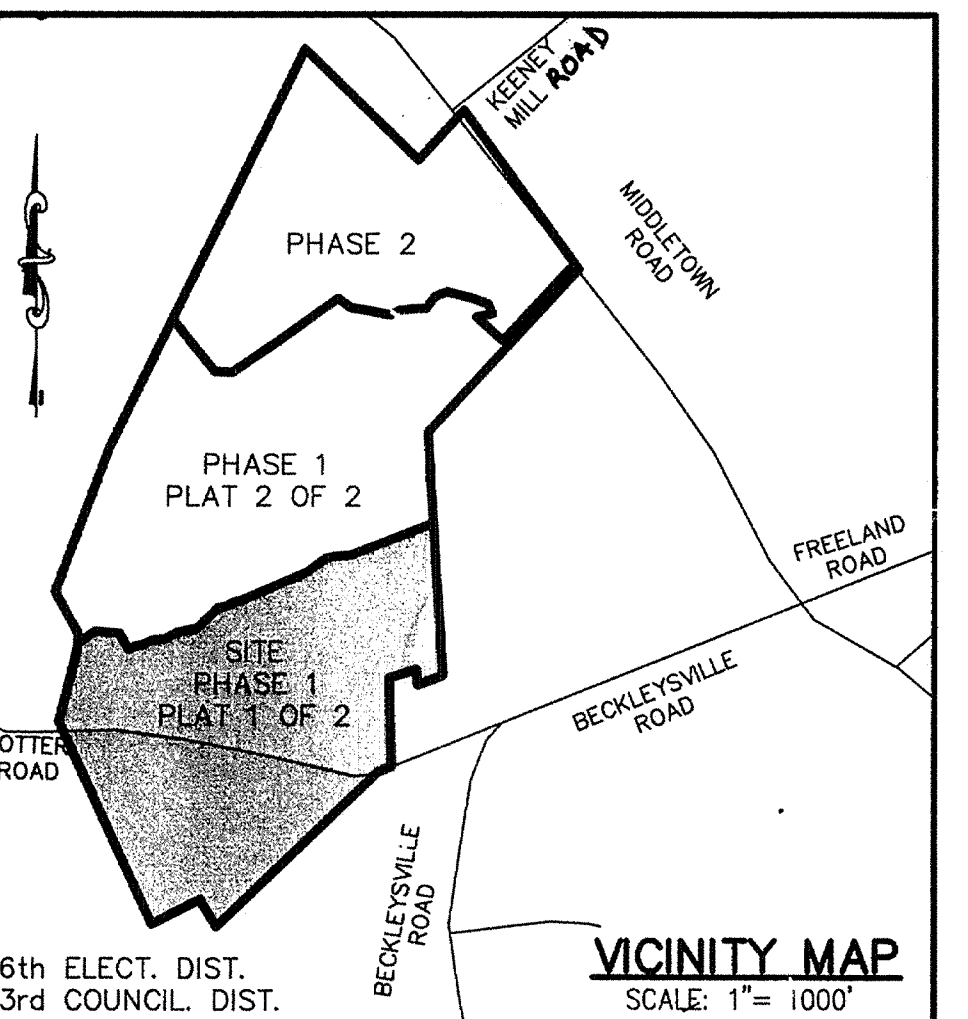 KEENEY
MILL ROAD
MIDDLETOWN
ROAD
PHASE 2
PHASE 1
PLAT 2 OF 2
FREELAND
ROAD
SITE
PHASE 1
PLAT 1 OF 2
BECKLEYSVILLE
ROAD
OTTER
ROAD
BECKLEYSVILLE
ROAD
6th ELECT. DIST.
3rd COUNCIL. DIST.
VICINITY MAP
SCALE: 1"= 1000'